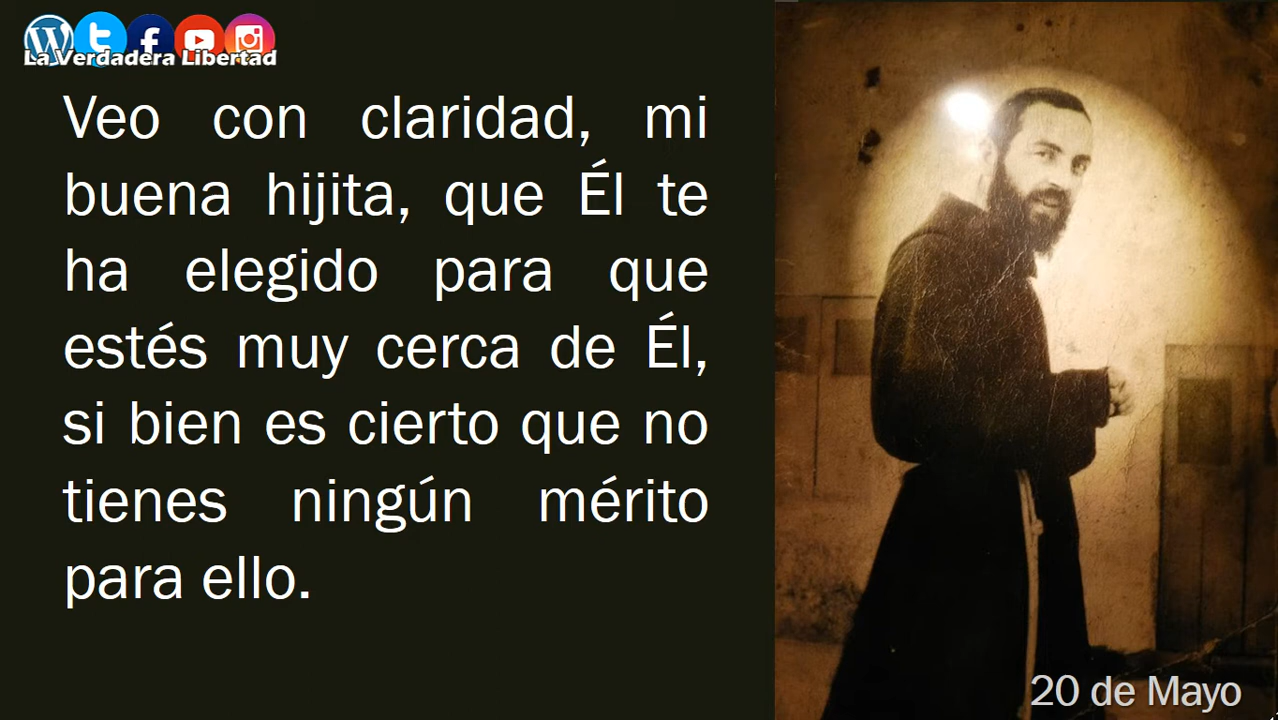 La Verdadera Libertad
Veo con claridad, mi
buena hijita, que Él te
ha elegido para que
estés muy cerca de Él,
si bien es cierto que no
tienes ningún mérito
para ello.
20 de Mayo